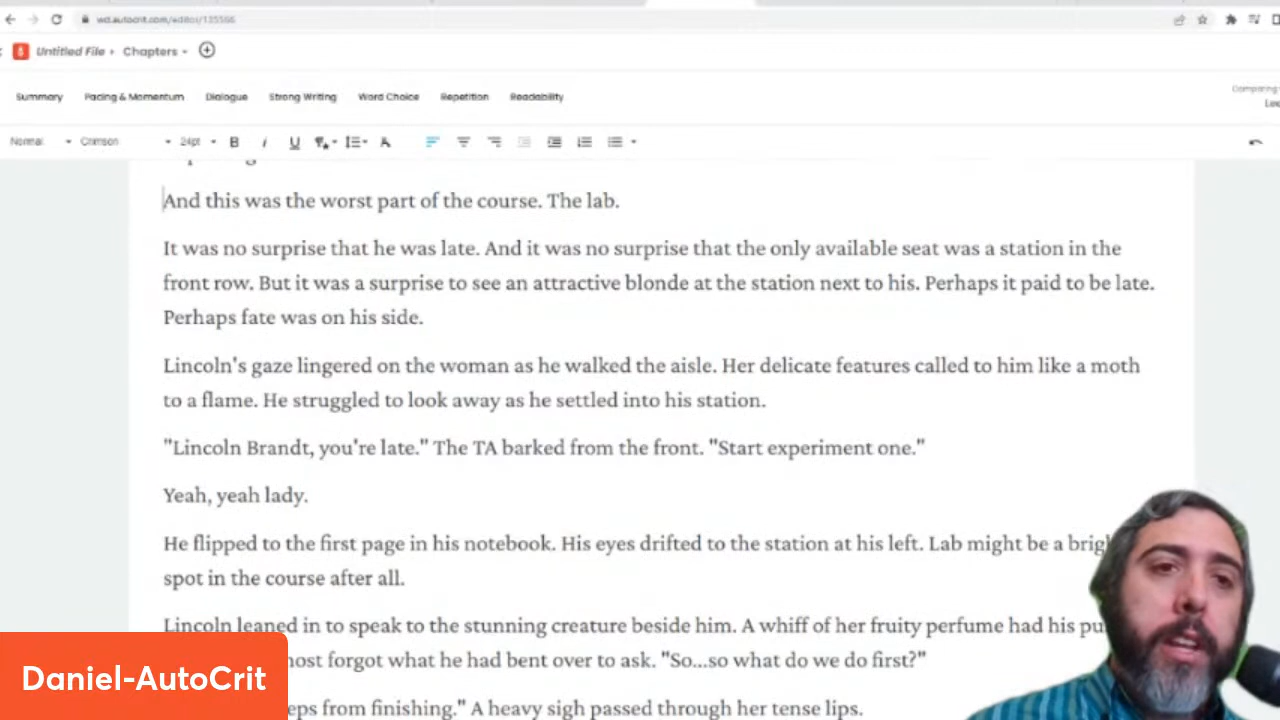 wd.autocrit.com/editor/135566
Untitled File › Chapters
Summary Pacing & Momentum Dialogue Strong Writing Word Choice Repetition Readability
Comparing
Normal Crimson 24pt B i U
And this was the worst part of the course. The lab.
It was no surprise that he was late. And it was no surprise that the only available seat was a station in the
front row. But it was a surprise to see an attractive blonde at the station next to his. Perhaps it paid to be late.
Perhaps fate was on his side.
Lincoln's gaze lingered on the woman as he walked the aisle. Her delicate features called to him like a moth
to a flame. He struggled to look away as he settled into his station.
"Lincoln Brandt, you're late." The TA barked from the front. "Start experiment one."
Yeah, yeah lady.
He flipped to the first page in his notebook. His eyes drifted to the station at his left. Lab might be a
spot in the course after all.
Lincoln leaned in to speak to the stunning creature beside him. A whiff of her fruity perfume had his
forgot what he had bent over to ask. "So...so what do we do first?"
from finishing." A heavy sigh passed through her tense lips.
Daniel-AutoCrit